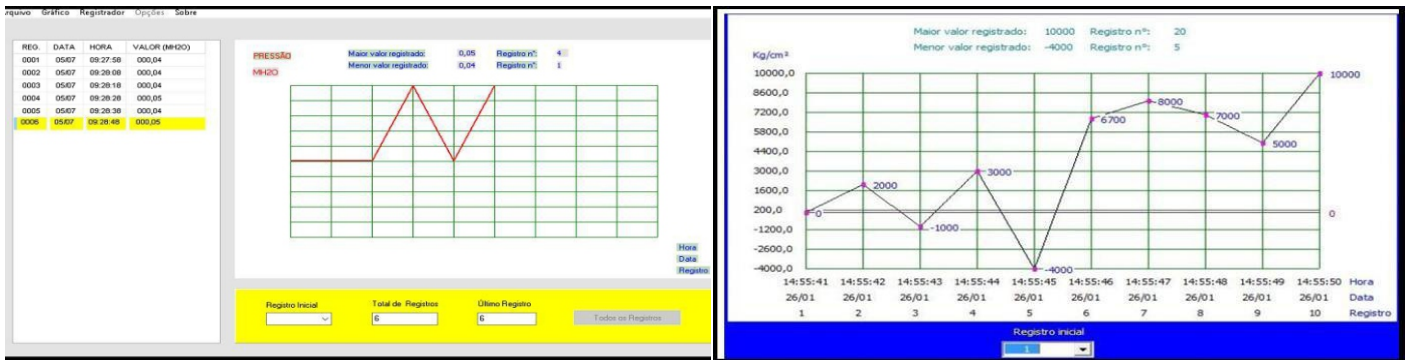 Arquivo Gráfico Registrador Opções Sobre
REG. DATA HORA VALOR (MH2O)
0001 05/07 09:27:58 000,04
0002 05/07 09:28:08 000,04
0003 05/07 09:28:18 000,04
0004 05/07 09:28:28 000,05
0005 05/07 09:28:38 000,04
0006 05/07 09:28:48 000,05
PRESSÃO
MH2O
Maior valor registrado: 0,05 Registro n°: 4
Menor valor registrado: 0,04 Registro n°: 1
Hora
Data
Registro
Registro Inicial Total de Registros Último Registro
6 6 Todos os Registros
Maior valor registrado: 10000 Registro nº: 20
Menor valor registrado: -4000 Registro nº: 5
Kg/cm²
10000,0 10000
8600,0 8000
7200,0 7000
5800,0 6700
4400,0 5000
3000,0 3000
1600,0 2000
200,0 0 0
-1200,0 -1000
-2600,0
-4000,0 -4000
14:55:41 14:55:42 14:55:43 14:55:44 14:55:45 14:55:46 14:55:47 14:55:48 14:55:49 14:55:50 Hora
26/01 26/01 26/01 26/01 26/01 26/01 26/01 26/01 26/01 26/01 Data
1 2 3 4 5 6 7 8 9 10 Registro
Registro inicial
1